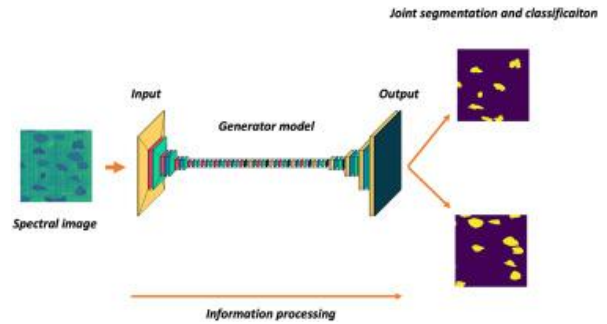 Joint segmentation and classificaiton
Input
Output
Generator model
Spectral image
Information processing